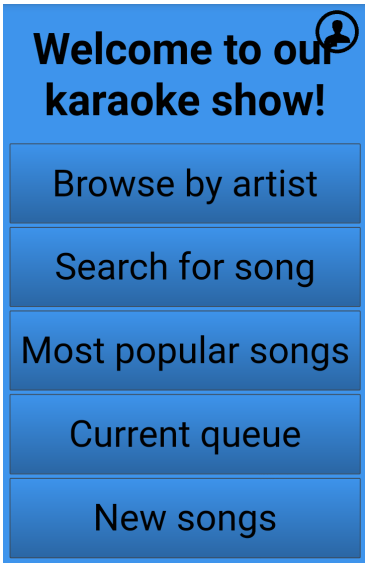 Welcome to our
karaoke show!
Browse by artist
Search for song
Most popular songs
Current queue
New songs